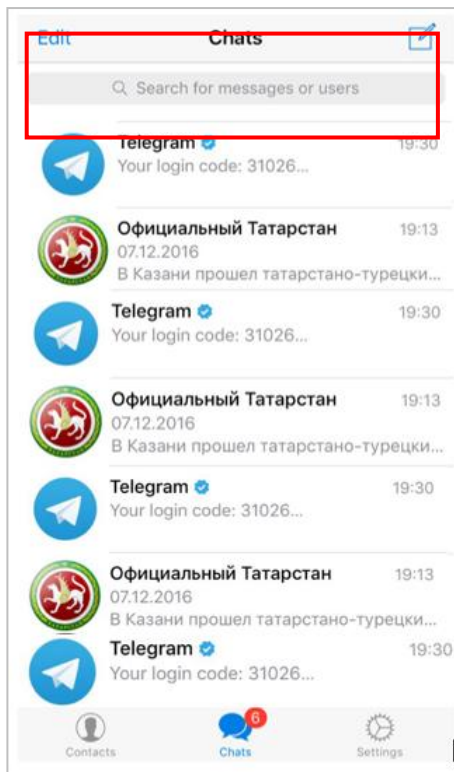 Edit Chats
Search for messages or users
Telegram 19:30
Your login code: 31026...
Официальный Татарстан 19:13
07.12.2016
В Казани прошел татарстано-турецки...
Telegram 19:30
Your login code: 31026...
Официальный Татарстан 19:13
07.12.2016
В Казани прошел татарстано-турецки...
Telegram 19:30
Your login code: 31026...
Официальный Татарстан 19:13
07.12.2016
В Казани прошел татарстано-турецки...
Telegram 19:30
Your login code: 31026...
6
Contacts Chats Settings